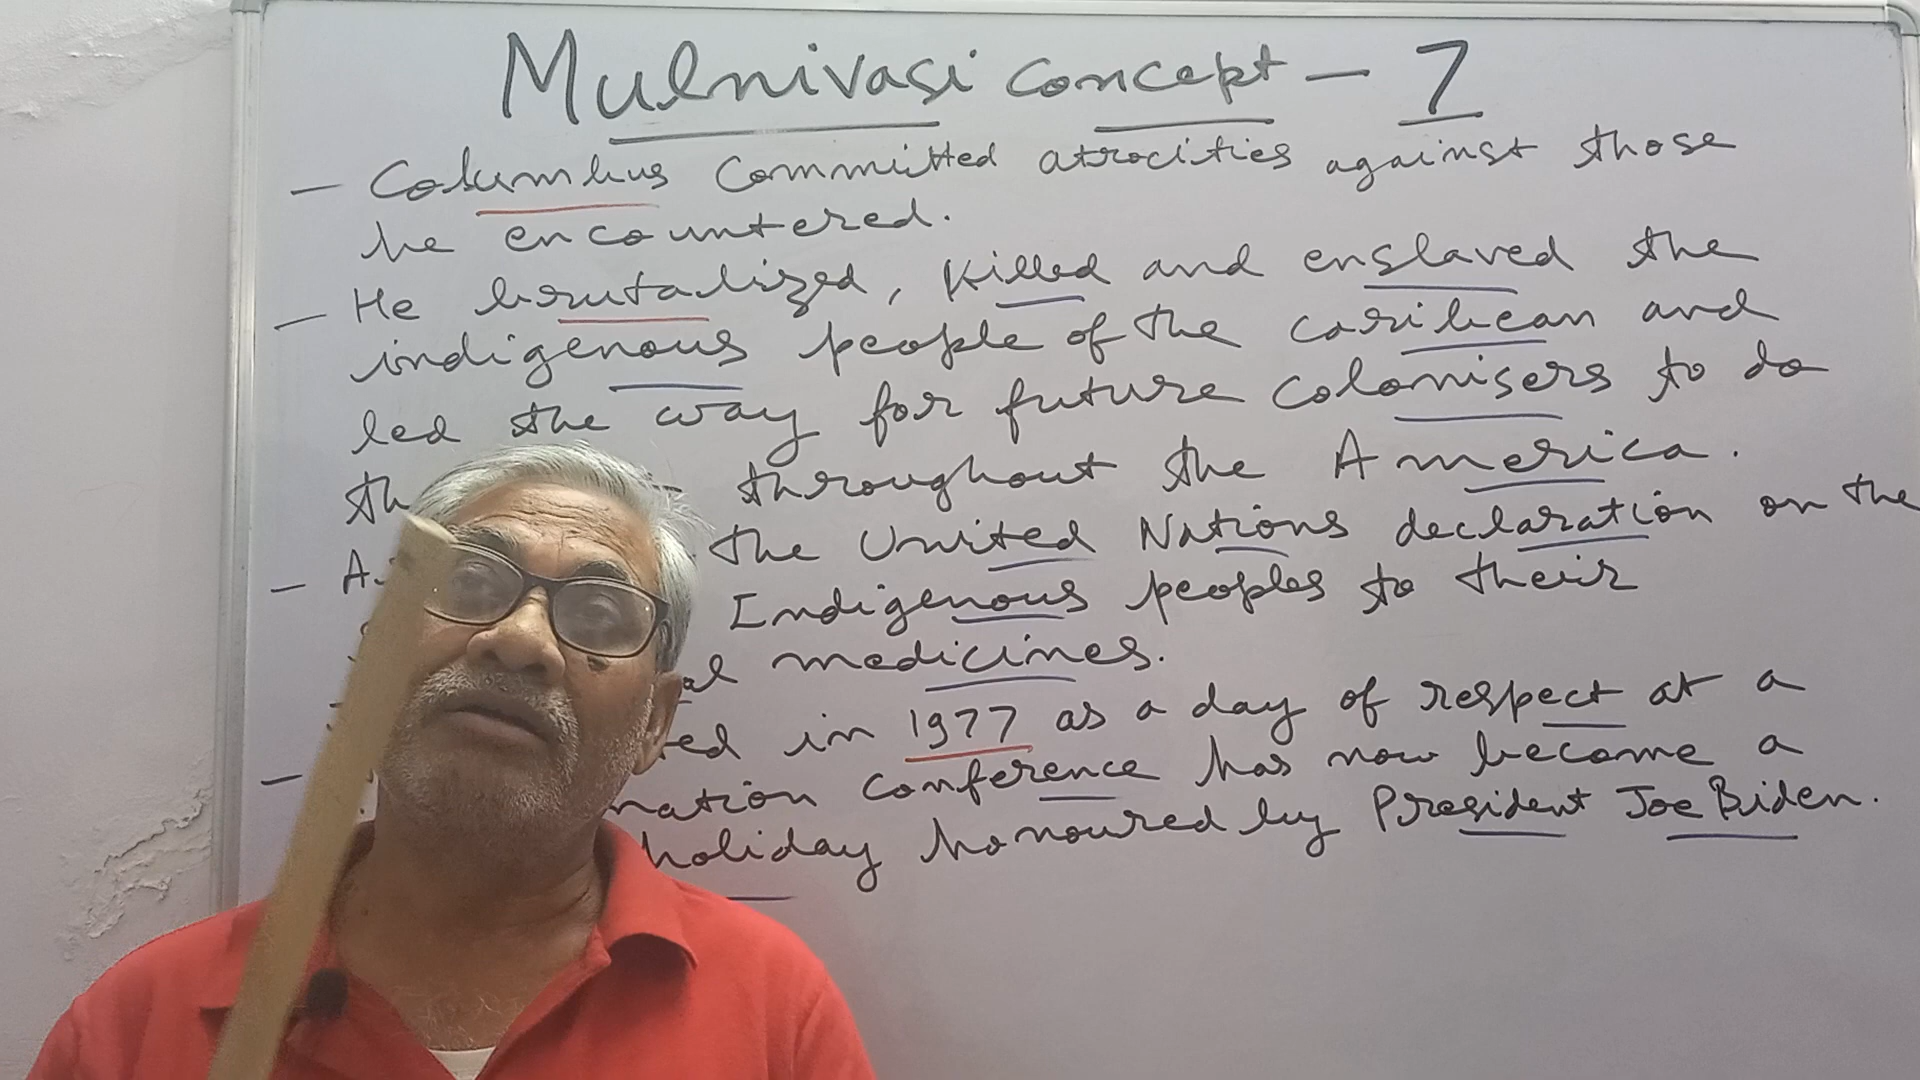 Mulnivasi concept - 7
- Columbus Committed atrocities against those
he encountered.
- He brutalized, killed and enslaved the
indigenous people of the caribean and
led the way for future colonisers to do
throughout the America.
- the United Nations declaration on the
Indigenous peoples to their
medicines.
- in 1977 as a day of respect at a
conference has now become a
holiday honoured by President Joe Biden.